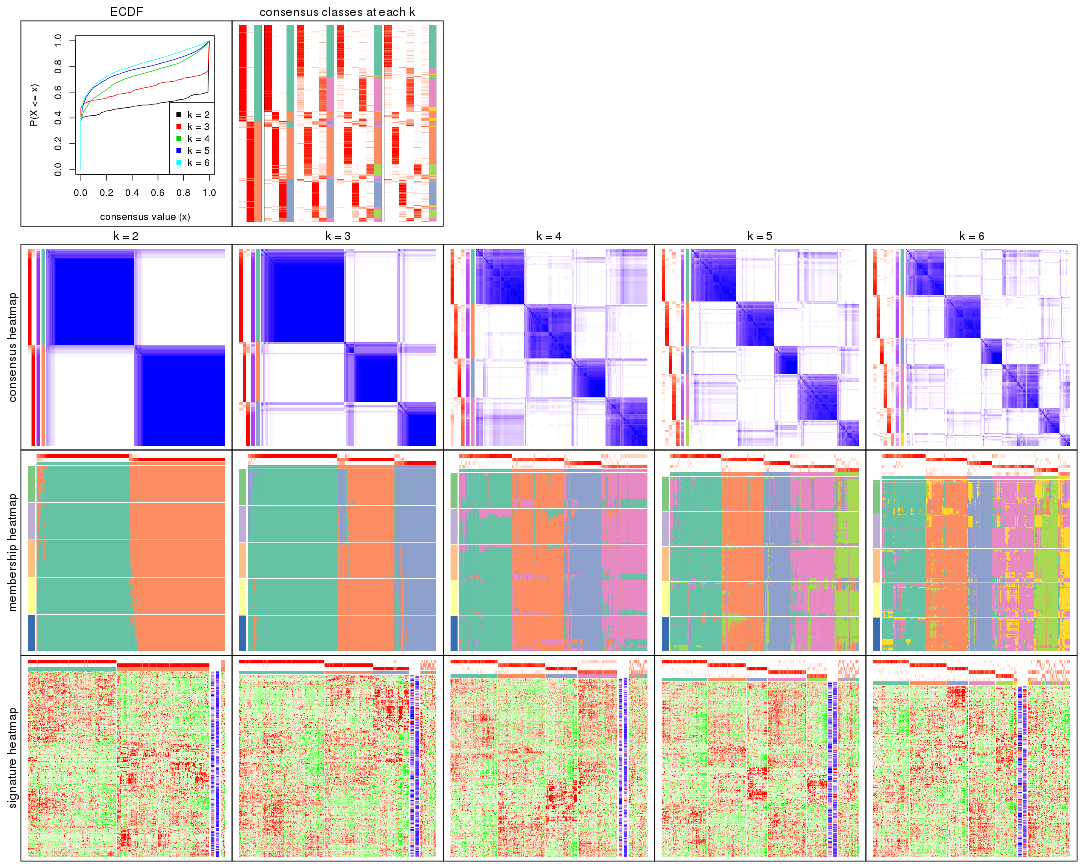 ECDF
consensus classes at each k
P(X <= x)
1.0
0.8
0.6
0.4
0.2
0.0
k = 2
k = 3
k = 4
k = 5
k = 6
0.0 0.2 0.4 0.6 0.8 1.0
consensus value (x)
k = 2
k = 3
k = 4
k = 5
k = 6
consensus heatmap
membership heatmap
signature heatmap